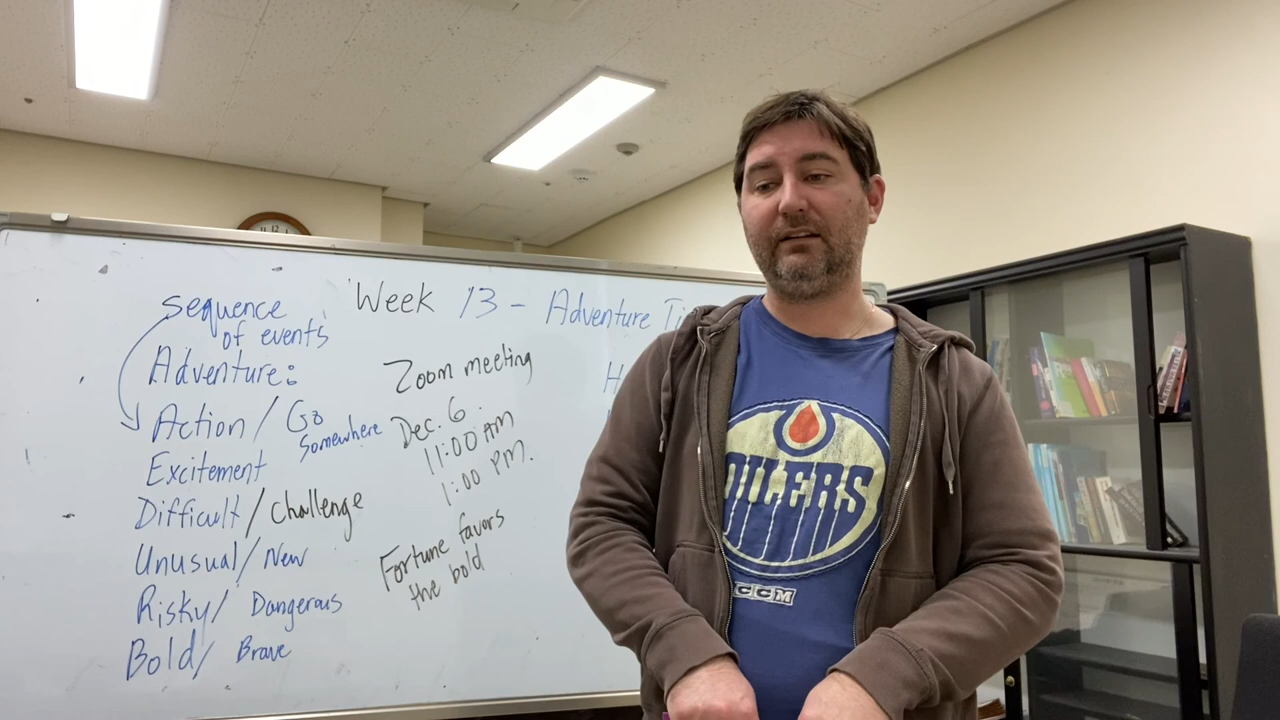 Week 13 - Adventure
sequence
of events
Adventure:
Action / Go
Somewhere
Excitement
Difficult / Challenge
Unusual / New
Risky / Dangerous
Bold / Brave
Zoom meeting
Dec. 6.
11:00 AM
1:00 PM.
Fortune favors
the bold
H
OILERS
CCM
12